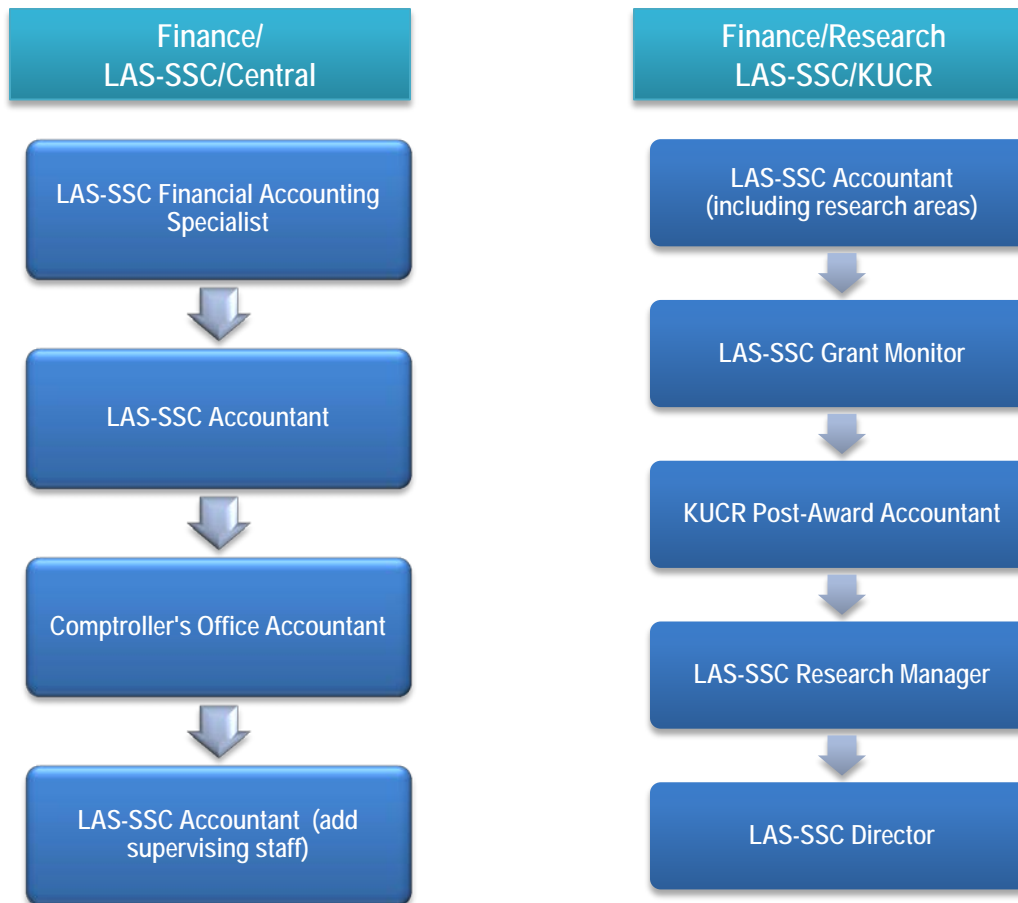 Finance/
LAS-SSC/Central
LAS-SSC Financial Accounting
Specialist
LAS-SSC Accountant
Comptroller's Office Accountant
LAS-SSC Accountant (add
supervising staff)
Finance/Research
LAS-SSC/KUCR
LAS-SSC Accountant
(including research areas)
LAS-SSC Grant Monitor
KUCR Post-Award Accountant
LAS-SSC Research Manager
LAS-SSC Director